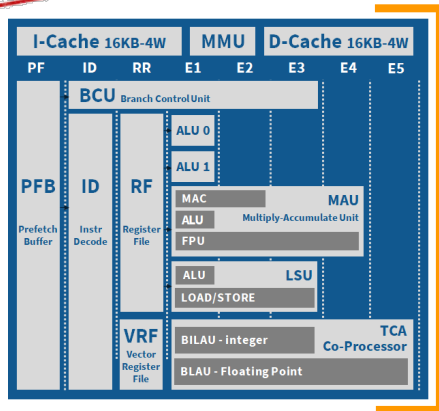 I-Cache 16KB-4W
MMU
D-Cache 16KB-4W
PF ID RR E1 E2 E3 E4 E5
BCU Branch Control Unit
ALU 0
ALU 1
PFB
Prefetch
Buffer
ID
Instr
Decode
RF
Register
File
MAC
MAU
ALU
Multiply-Accumulate Unit
FPU
ALU
LSU
LOAD/STORE
VRF
Vector
Register
File
TCA
Co-Processor
BILAU - integer
BLAU - Floating Point